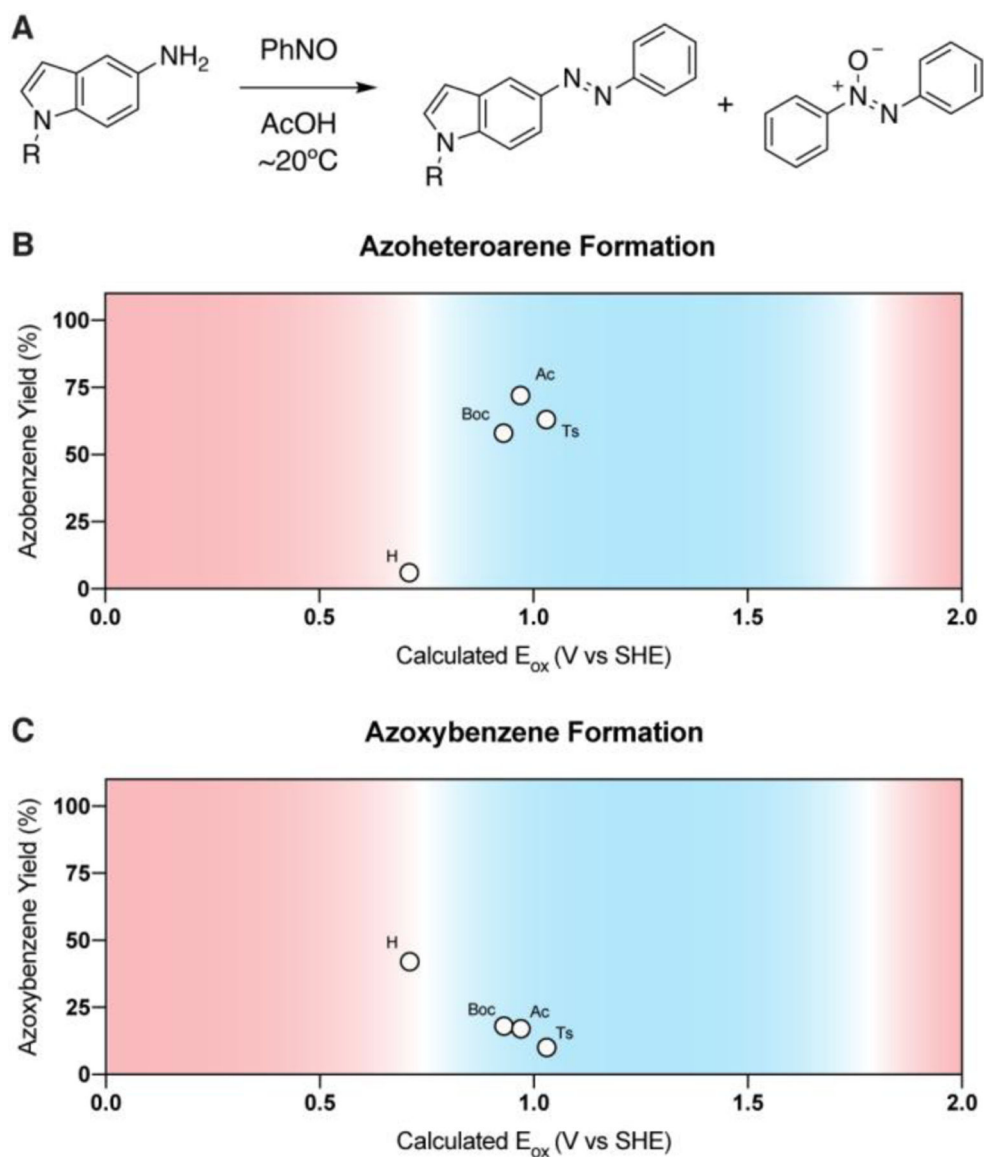 A
NH2
N
R
PhNO
AcOH
~20°C
N
N
N
R
+
O−
+
N
N
B
Azoheteroarene Formation
Azobenzene Yield (%)
100
75
50
25
0
Ac
Boc
Ts
H
0.0 0.5 1.0 1.5 2.0
Calculated Eox (V vs SHE)
C
Azoxybenzene Formation
Azoxybenzene Yield (%)
100
75
50
25
0
H
Boc Ac
Ts
0.0 0.5 1.0 1.5 2.0
Calculated Eox (V vs SHE)